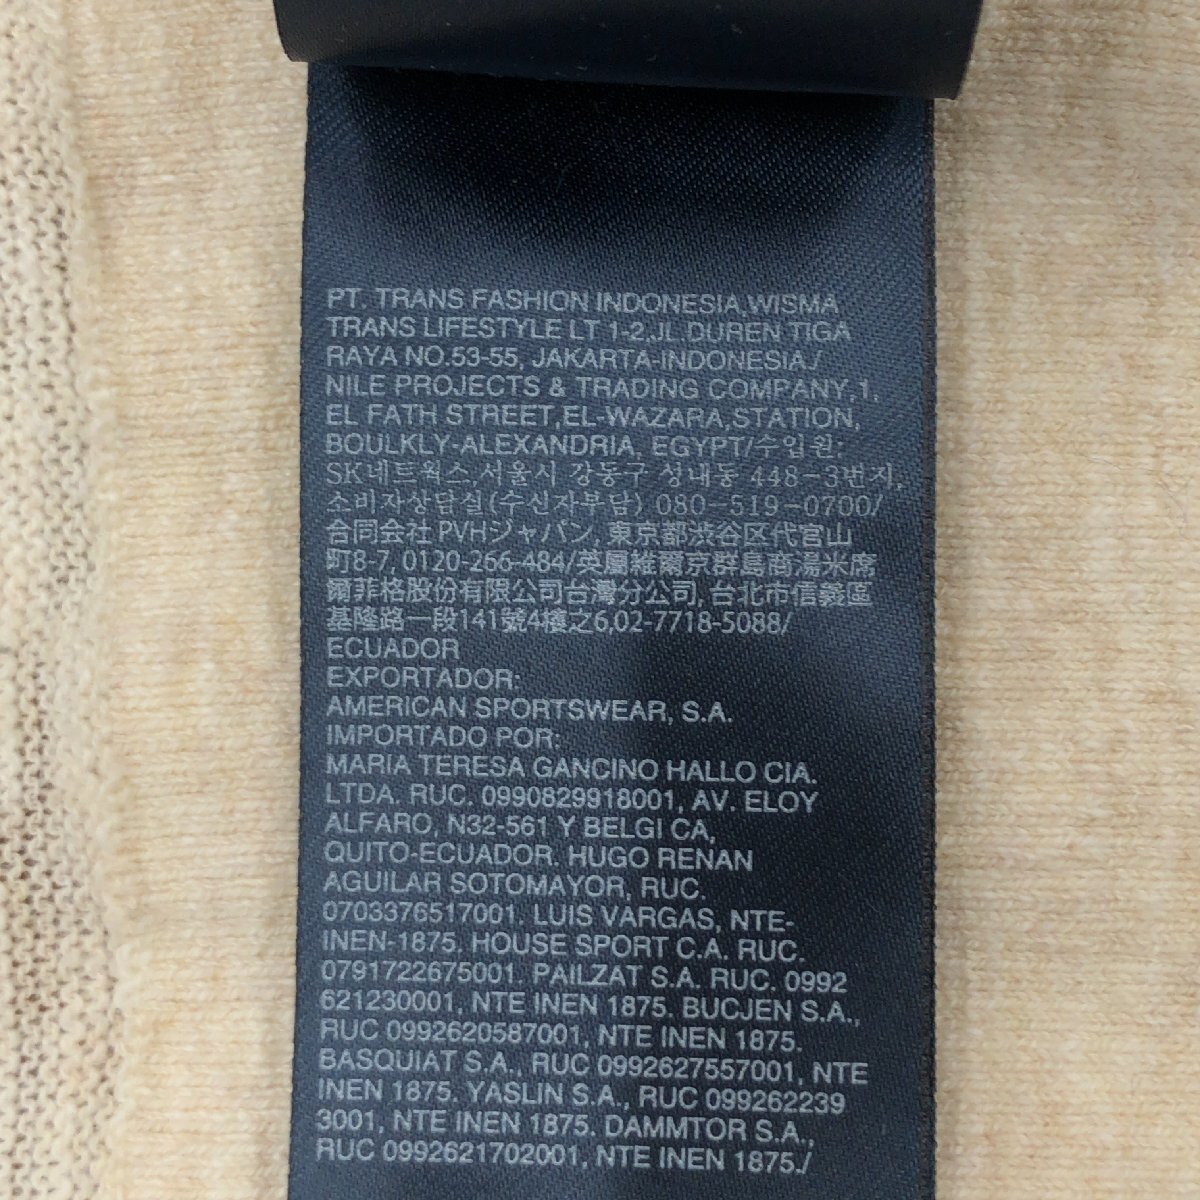 PT. TRANS FASHION INDONESIA,WISMA
TRANS LIFESTYLE LT 1-2,JL.DUREN TIGA
RAYA NO.53-55, JAKARTA-INDONESIA/
NILE PROJECTS & TRADING COMPANY,1,
EL FATH STREET,EL-WAZARA,STATION,
BOULKLY-ALEXANDRIA, EGYPT/수입원:
SK네트웍스,서울시 강동구 성내동 448-3번지,
소비자상담실(수신자부담) 080-519-0700/
合同会社PVHジャパン, 東京都渋谷区代官山
町8-7, 0120-266-484/英屬維爾京群島商湯米席
爾菲格股份有限公司台灣分公司, 台北市信義區
基隆路一段141號4樓之6,02-7718-5088/
ECUADOR
EXPORTADOR:
AMERICAN SPORTSWEAR, S.A.
IMPORTADO POR:
MARIA TERESA GANCINO HALLO CIA.
LTDA. RUC. 0990829918001, AV. ELOY
ALFARO, N32-561 Y BELGI CA,
QUITO-ECUADOR. HUGO RENAN
AGUILAR SOTOMAYOR, RUC.
0703376517001. LUIS VARGAS, NTE-
INEN-1875. HOUSE SPORT C.A. RUC.
0791722675001. PAILZAT S.A. RUC. 0992
621230001, NTE INEN 1875. BUCJEN S.A.,
RUC 0992620587001, NTE INEN 1875.
BASQUIAT S.A., RUC 0992627557001, NTE
INEN 1875. YASLIN S.A., RUC 099262239
3001, NTE INEN 1875. DAMMTOR S.A.,
RUC 0992621702001, NTE INEN 1875./